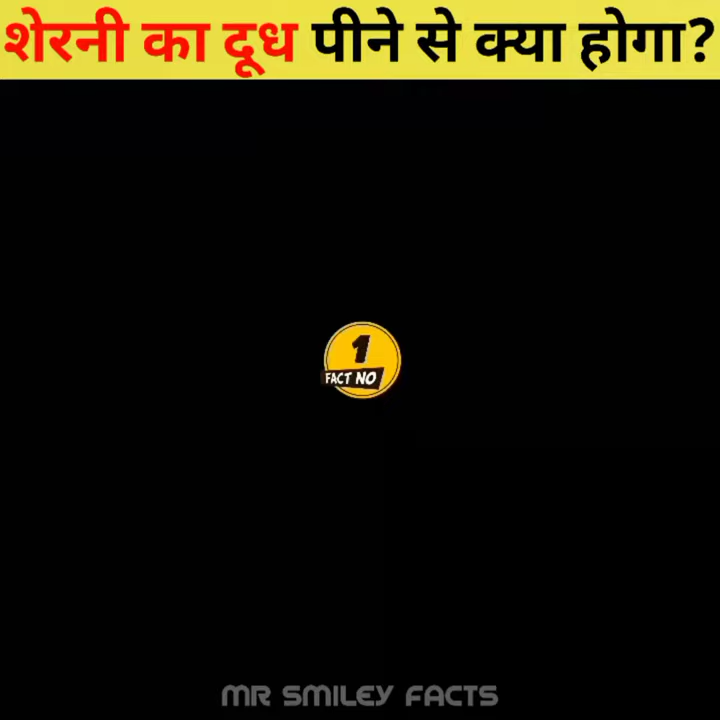 शेरनी का दूध पीने से क्या होगा?
1
FACT NO
MR SMILEY FACTS